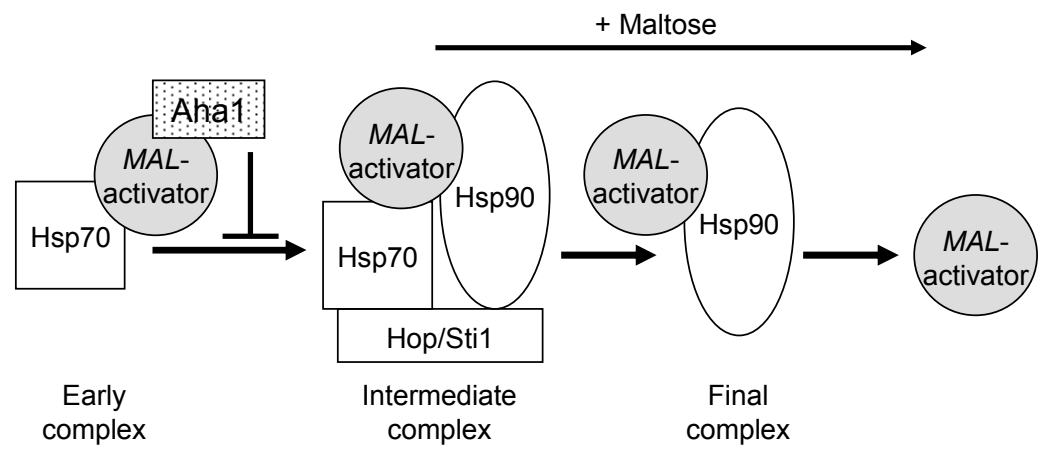 + Maltose
Aha1
MAL-
activator
Hsp70
Early
complex
MAL-
activator
Hsp90
Hsp70
Hop/Sti1
Intermediate
complex
MAL-
activator
Hsp90
Final
complex
MAL-
activator